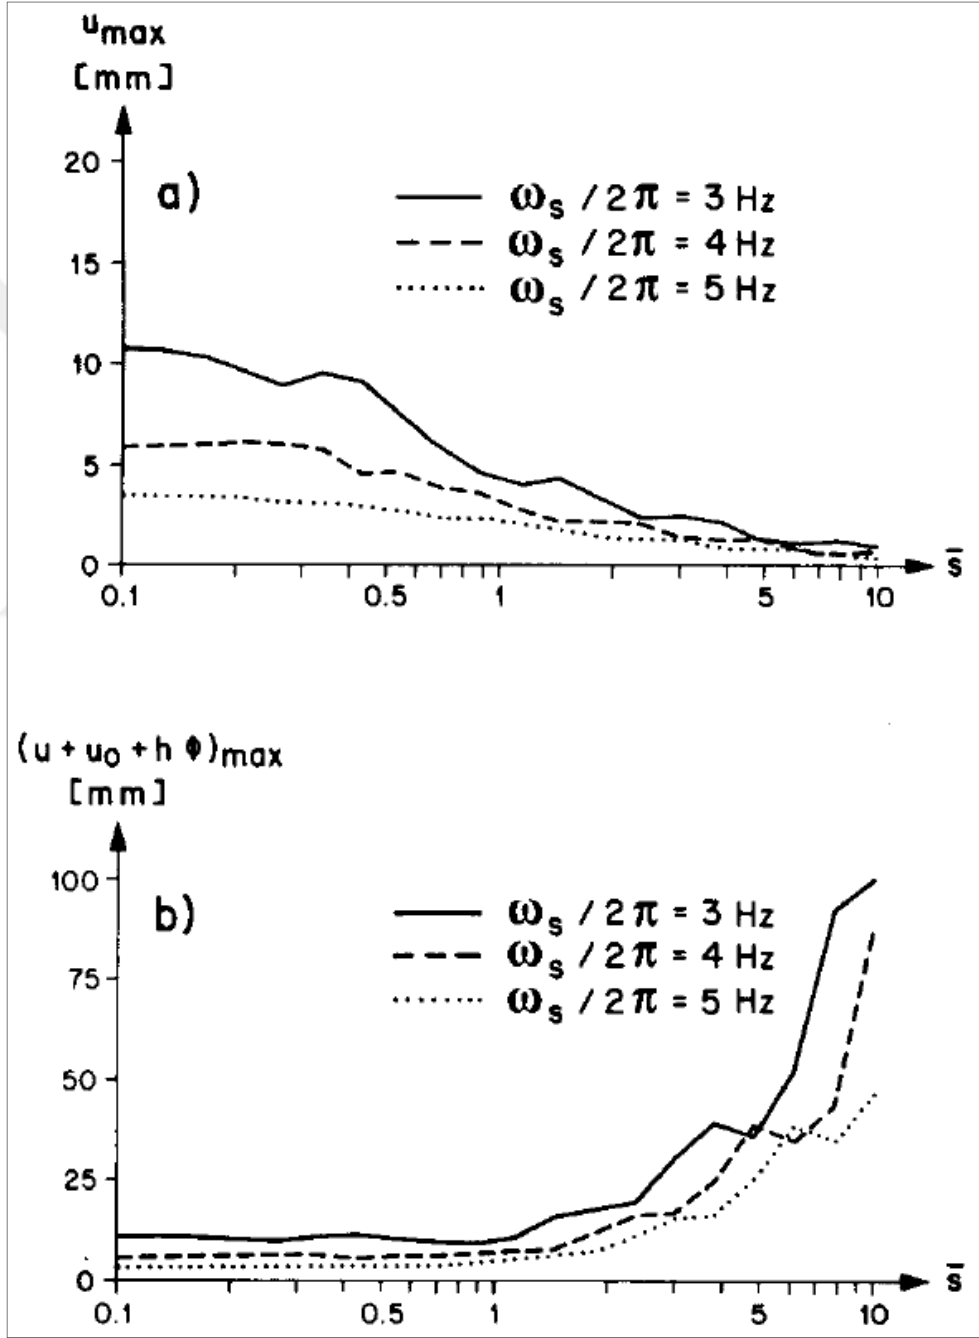 u_max
[mm]
20
a)
ω_s / 2π = 3 Hz
ω_s / 2π = 4 Hz
15
ω_s / 2π = 5 Hz
10
5
0
s̄
0.1 0.5 1 5 10
(u + u_0 + h Φ)_max
[mm]
100
b)
ω_s / 2π = 3 Hz
ω_s / 2π = 4 Hz
75
ω_s / 2π = 5 Hz
50
25
0
s̄
0.1 0.5 1 5 10